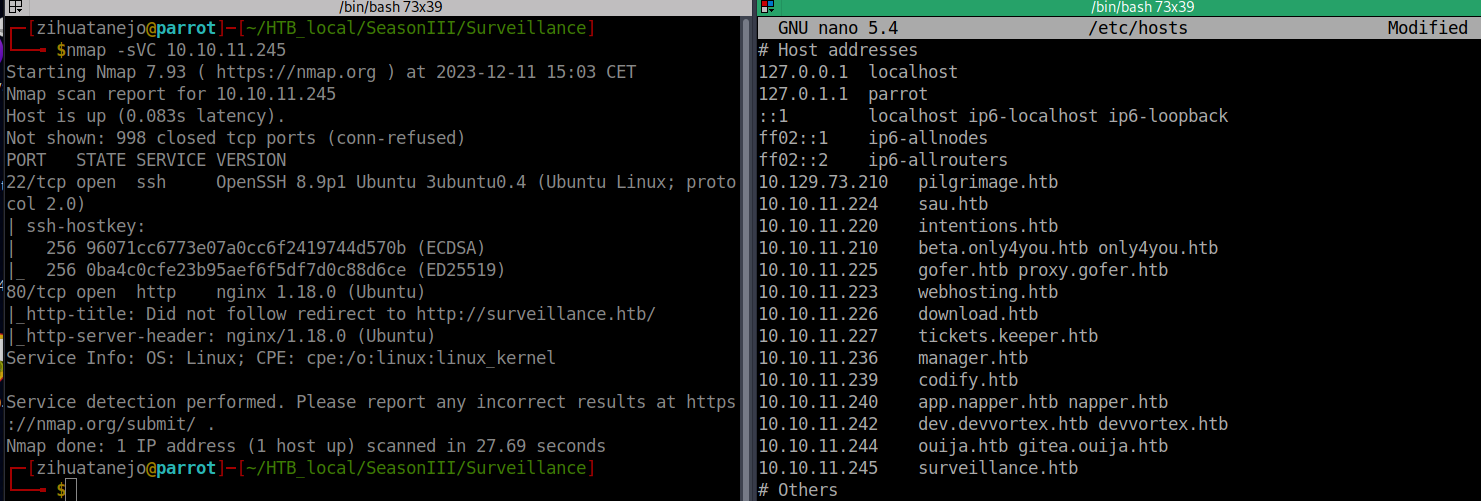 /bin/bash 73x39
┌─[zihuatanejo@parrot]─[~/HTB_local/SeasonIII/Surveillance]
└──╼ $nmap -sVC 10.10.11.245
Starting Nmap 7.93 ( https://nmap.org ) at 2023-12-11 15:03 CET
Nmap scan report for 10.10.11.245
Host is up (0.083s latency).
Not shown: 998 closed tcp ports (conn-refused)
PORT   STATE SERVICE VERSION
22/tcp open  ssh     OpenSSH 8.9p1 Ubuntu 3ubuntu0.4 (Ubuntu Linux; proto
col 2.0)
| ssh-hostkey:
|   256 96071cc6773e07a0cc6f2419744d570b (ECDSA)
|_  256 0ba4c0cfe23b95aef6f5df7d0c88d6ce (ED25519)
80/tcp open  http    nginx 1.18.0 (Ubuntu)
|_http-title: Did not follow redirect to http://surveillance.htb/
|_http-server-header: nginx/1.18.0 (Ubuntu)
Service Info: OS: Linux; CPE: cpe:/o:linux:linux_kernel
Service detection performed. Please report any incorrect results at https
://nmap.org/submit/ .
Nmap done: 1 IP address (1 host up) scanned in 27.69 seconds
┌─[zihuatanejo@parrot]─[~/HTB_local/SeasonIII/Surveillance]
└──╼ $
/bin/bash 73x39
GNU nano 5.4 /etc/hosts Modified
# Host addresses
127.0.0.1  localhost
127.0.1.1  parrot
::1        localhost ip6-localhost ip6-loopback
ff02::1    ip6-allnodes
ff02::2    ip6-allrouters
10.129.73.210   pilgrimage.htb
10.10.11.224    sau.htb
10.10.11.220    intentions.htb
10.10.11.210    beta.only4you.htb only4you.htb
10.10.11.225    gofer.htb proxy.gofer.htb
10.10.11.223    webhosting.htb
10.10.11.226    download.htb
10.10.11.227    tickets.keeper.htb
10.10.11.236    manager.htb
10.10.11.239    codify.htb
10.10.11.240    app.napper.htb napper.htb
10.10.11.242    dev.devvortex.htb devvortex.htb
10.10.11.244    ouija.htb gitea.ouija.htb
10.10.11.245    surveillance.htb
# Others